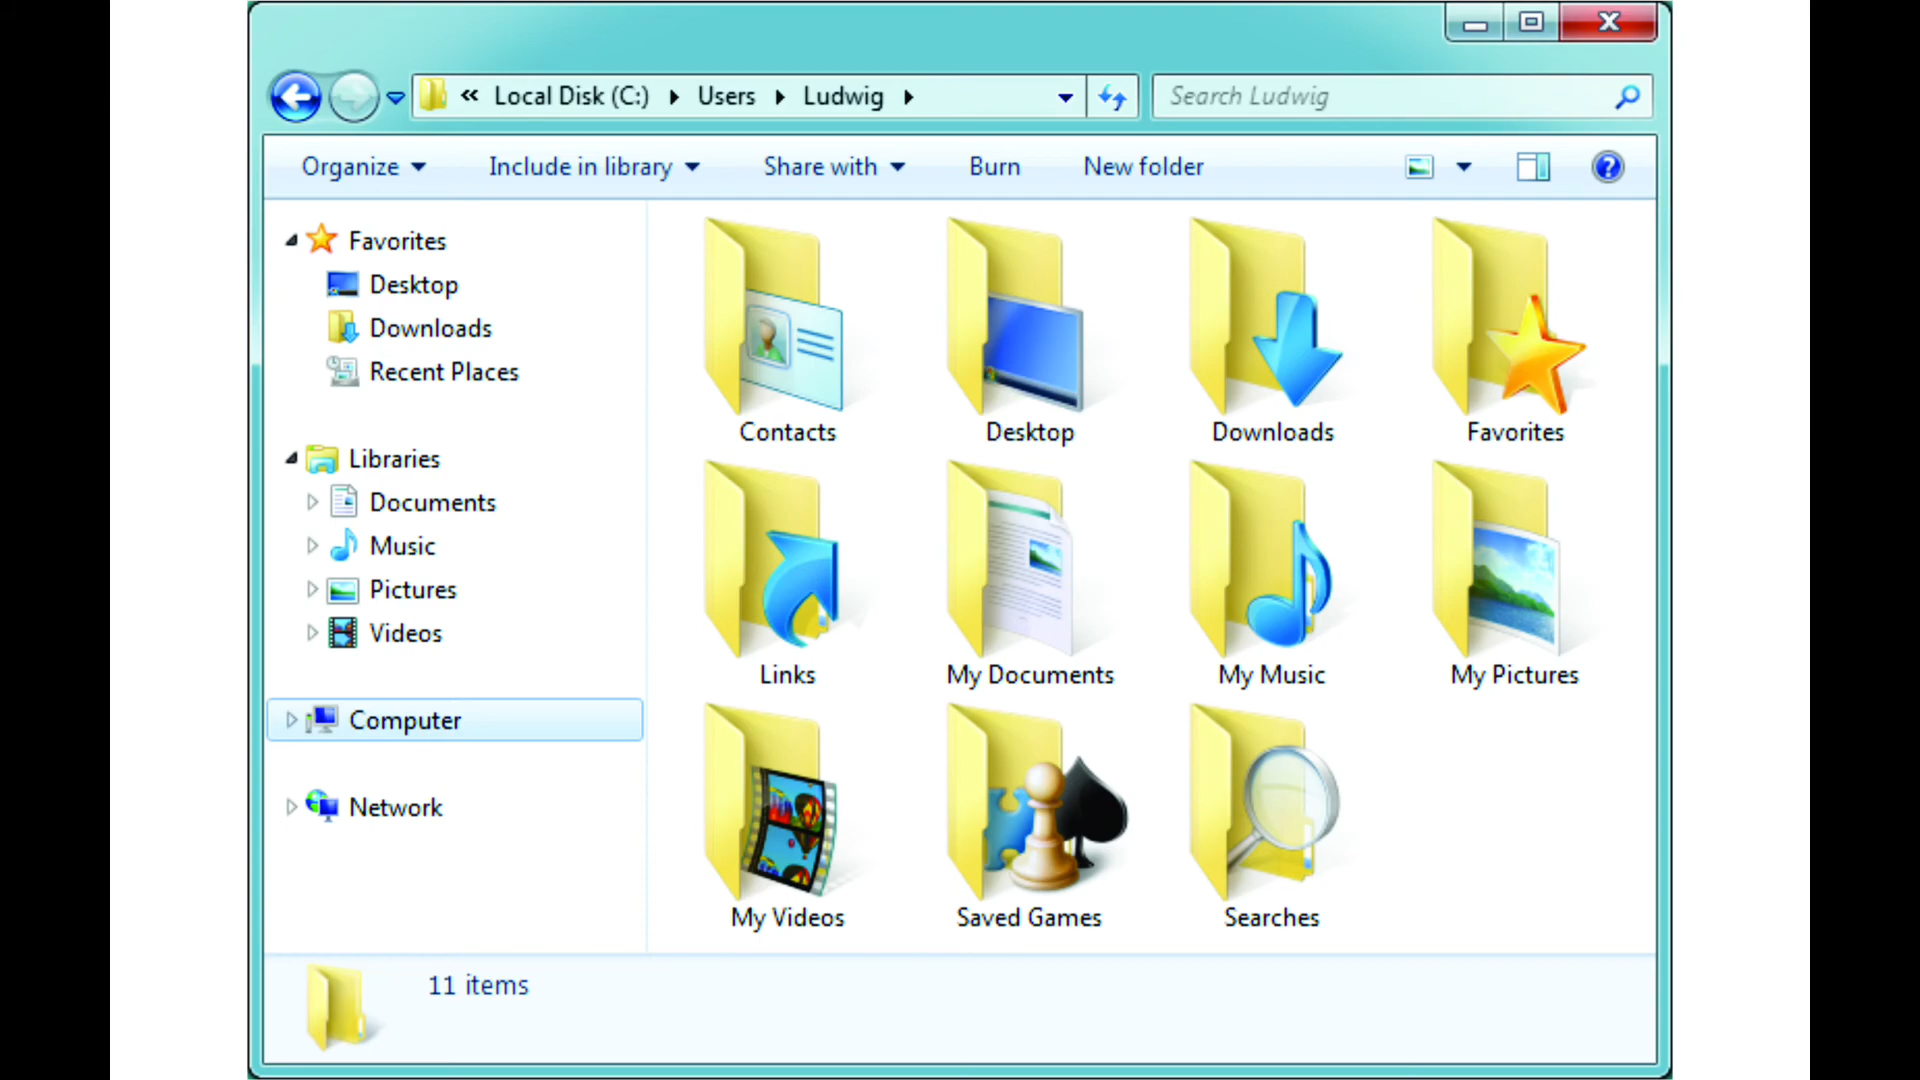 « Local Disk (C:) Users Ludwig
Search Ludwig
Organize Include in library Share with Burn New folder
Favorites
Desktop
Downloads
Recent Places
Libraries
Documents
Music
Pictures
Videos
Computer
Network
Contacts Desktop Downloads Favorites
Links My Documents My Music My Pictures
My Videos Saved Games Searches
11 items